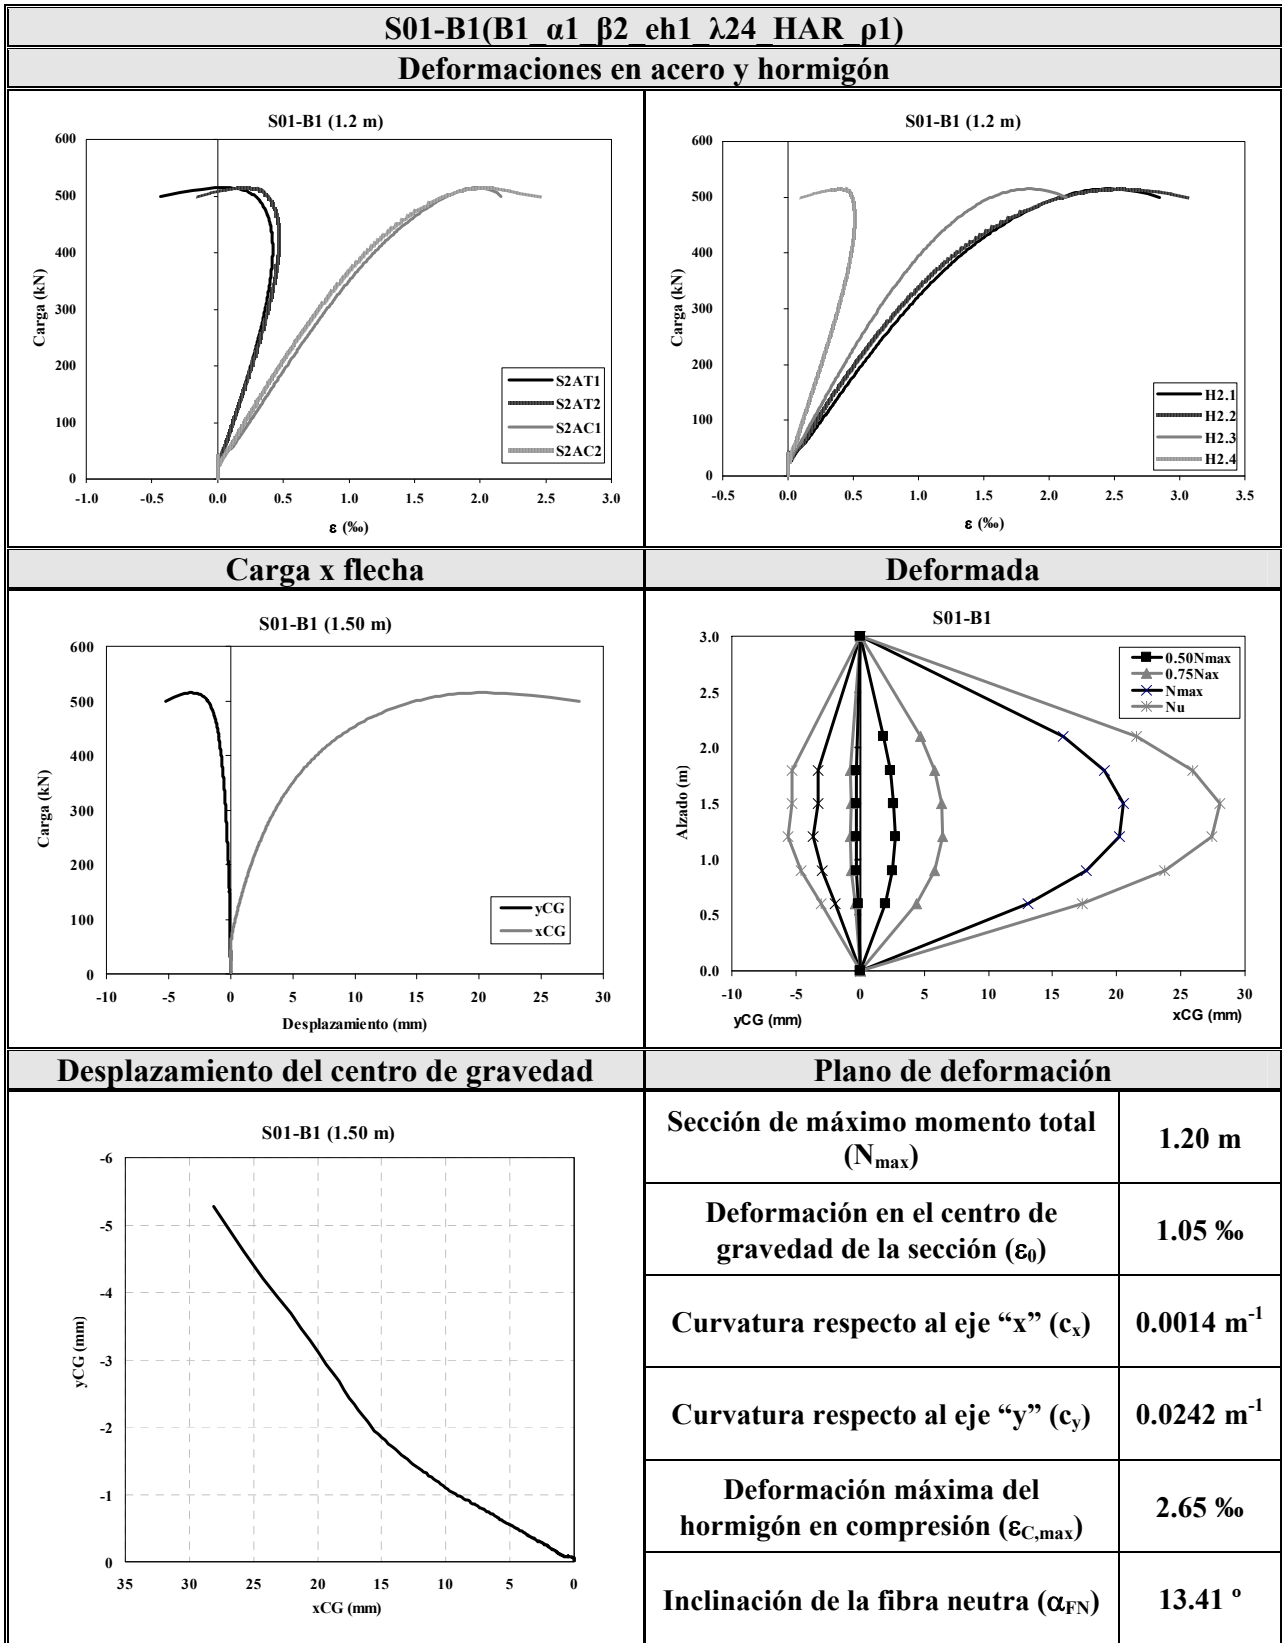 S01-B1(B1_α1_β2_eh1_λ24_HAR_ρ1)
Deformaciones en acero y hormigón
S01-B1 (1.2 m)
600
500
400
300
200
100
0
-1.0 -0.5 0.0 0.5 1.0 1.5 2.0 2.5 3.0
Carga (kN)
ε (‰)
S2AT1
S2AT2
S2AC1
S2AC2
S01-B1 (1.2 m)
600
500
400
300
200
100
0
-0.5 0.0 0.5 1.0 1.5 2.0 2.5 3.0 3.5
Carga (kN)
ε (‰)
H2.1
H2.2
H2.3
H2.4
Carga x flecha
Deformada
S01-B1 (1.50 m)
600
500
400
300
200
100
0
-10 -5 0 5 10 15 20 25 30
Carga (kN)
Desplazamiento (mm)
yCG
xCG
S01-B1
3.0
2.5
2.0
1.5
1.0
0.5
0.0
-10 -5 0 5 10 15 20 25 30
Alzado (m)
yCG (mm)
xCG (mm)
0.50Nmax
0.75Nax
Nmax
Nu
Desplazamiento del centro de gravedad
Plano de deformación
S01-B1 (1.50 m)
-6
-5
-4
-3
-2
-1
0
35 30 25 20 15 10 5 0
yCG (mm)
xCG (mm)
Sección de máximo momento total
(Nmax)
1.20 m
Deformación en el centro de
gravedad de la sección (ε0)
1.05 ‰
Curvatura respecto al eje “x” (cx)
0.0014 m-1
Curvatura respecto al eje “y” (cy)
0.0242 m-1
Deformación máxima del
hormigón en compresión (εC,max)
2.65 ‰
Inclinación de la fibra neutra (αFN)
13.41 º